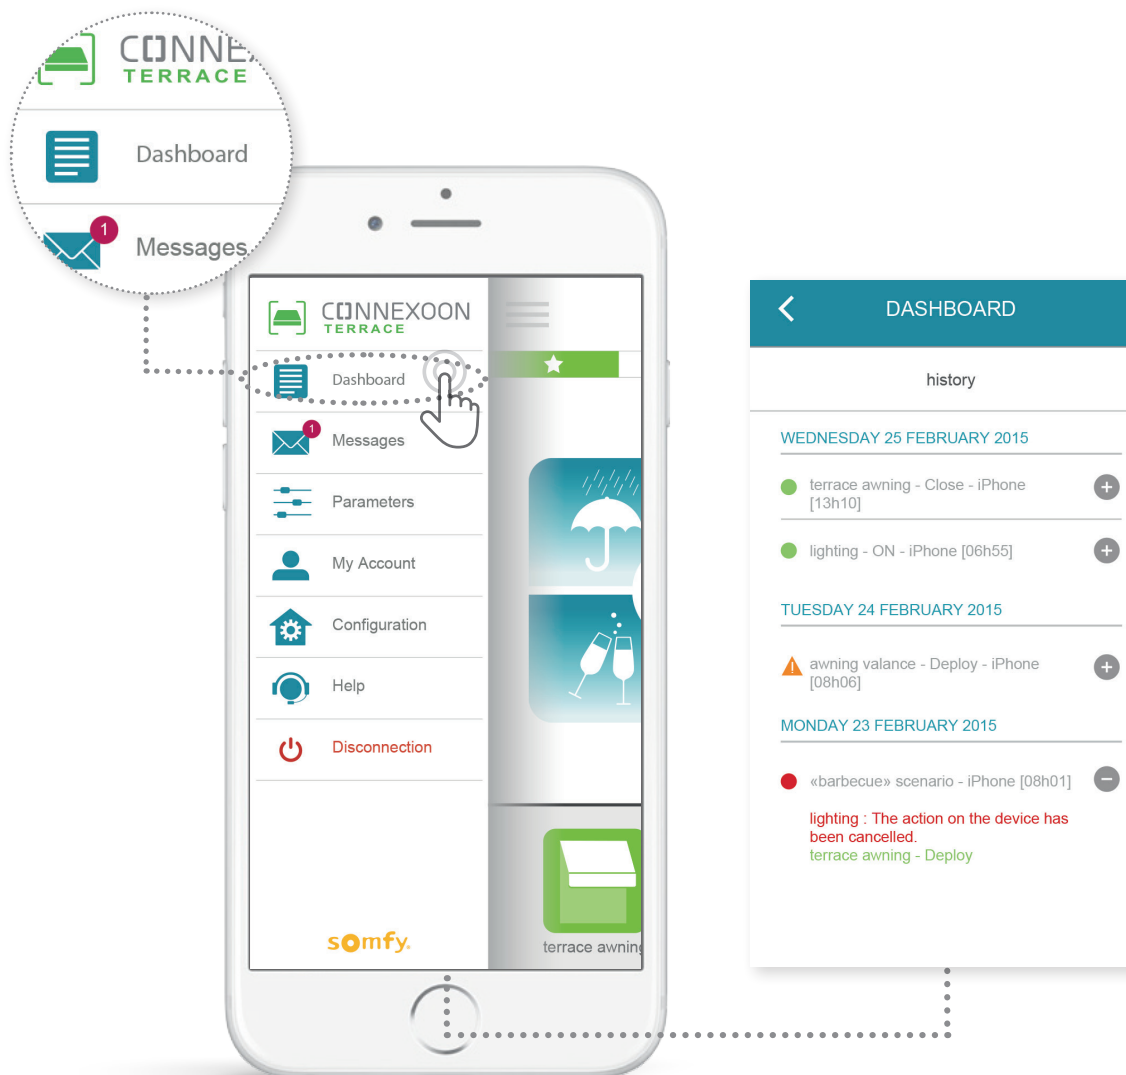 CONNE
TERRACE
Dashboard
1
Messages
CONNEXOON
TERRACE
Dashboard
1
Messages
Parameters
My Account
Configuration
Help
Disconnection
somfy.
terrace awning
DASHBOARD
history
WEDNESDAY 25 FEBRUARY 2015
terrace awning - Close - iPhone
[13h10]
lighting - ON - iPhone [06h55]
TUESDAY 24 FEBRUARY 2015
awning valance - Deploy - iPhone
[08h06]
MONDAY 23 FEBRUARY 2015
«barbecue» scenario - iPhone [08h01]
lighting : The action on the device has
been cancelled.
terrace awning - Deploy